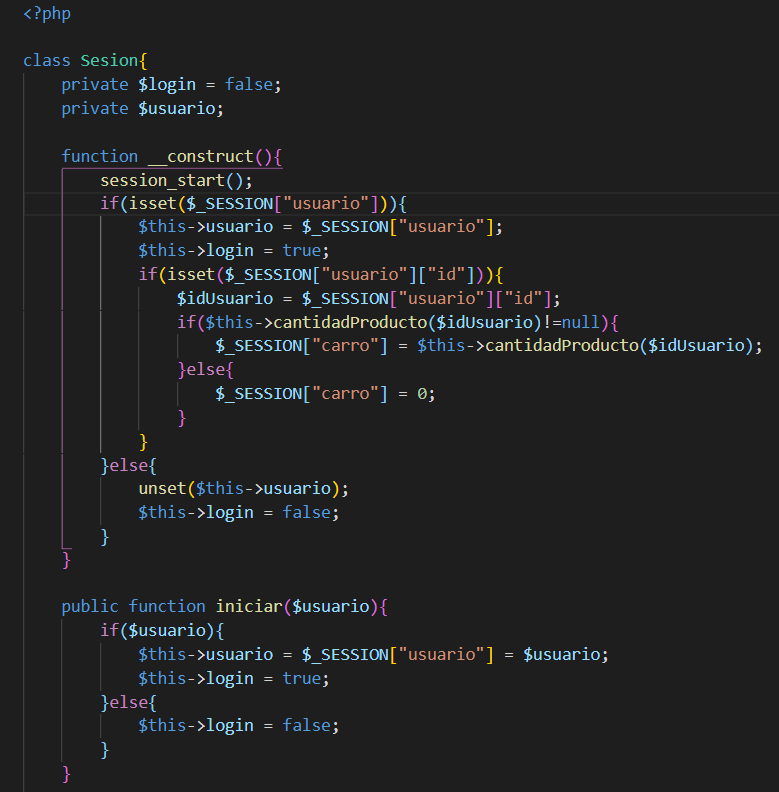 <?php
class Sesion{
private $login = false;
private $usuario;
function __construct(){
session_start();
if(isset($_SESSION["usuario"])){
$this->usuario = $_SESSION["usuario"];
$this->login = true;
if(isset($_SESSION["usuario"]["id"])){
$idUsuario = $_SESSION["usuario"]["id"];
if($this->cantidadProducto($idUsuario)!=null){
$_SESSION["carro"] = $this->cantidadProducto($idUsuario);
}else{
$_SESSION["carro"] = 0;
}
}
}else{
unset($this->usuario);
$this->login = false;
}
}
public function iniciar($usuario){
if($usuario){
$this->usuario = $_SESSION["usuario"] = $usuario;
$this->login = true;
}else{
$this->login = false;
}
}